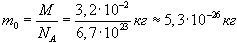 m₀ = M/N_A = (3,2·10⁻²)/(6,7·10²³) кг ≈ 5,3·10⁻²⁶ кг